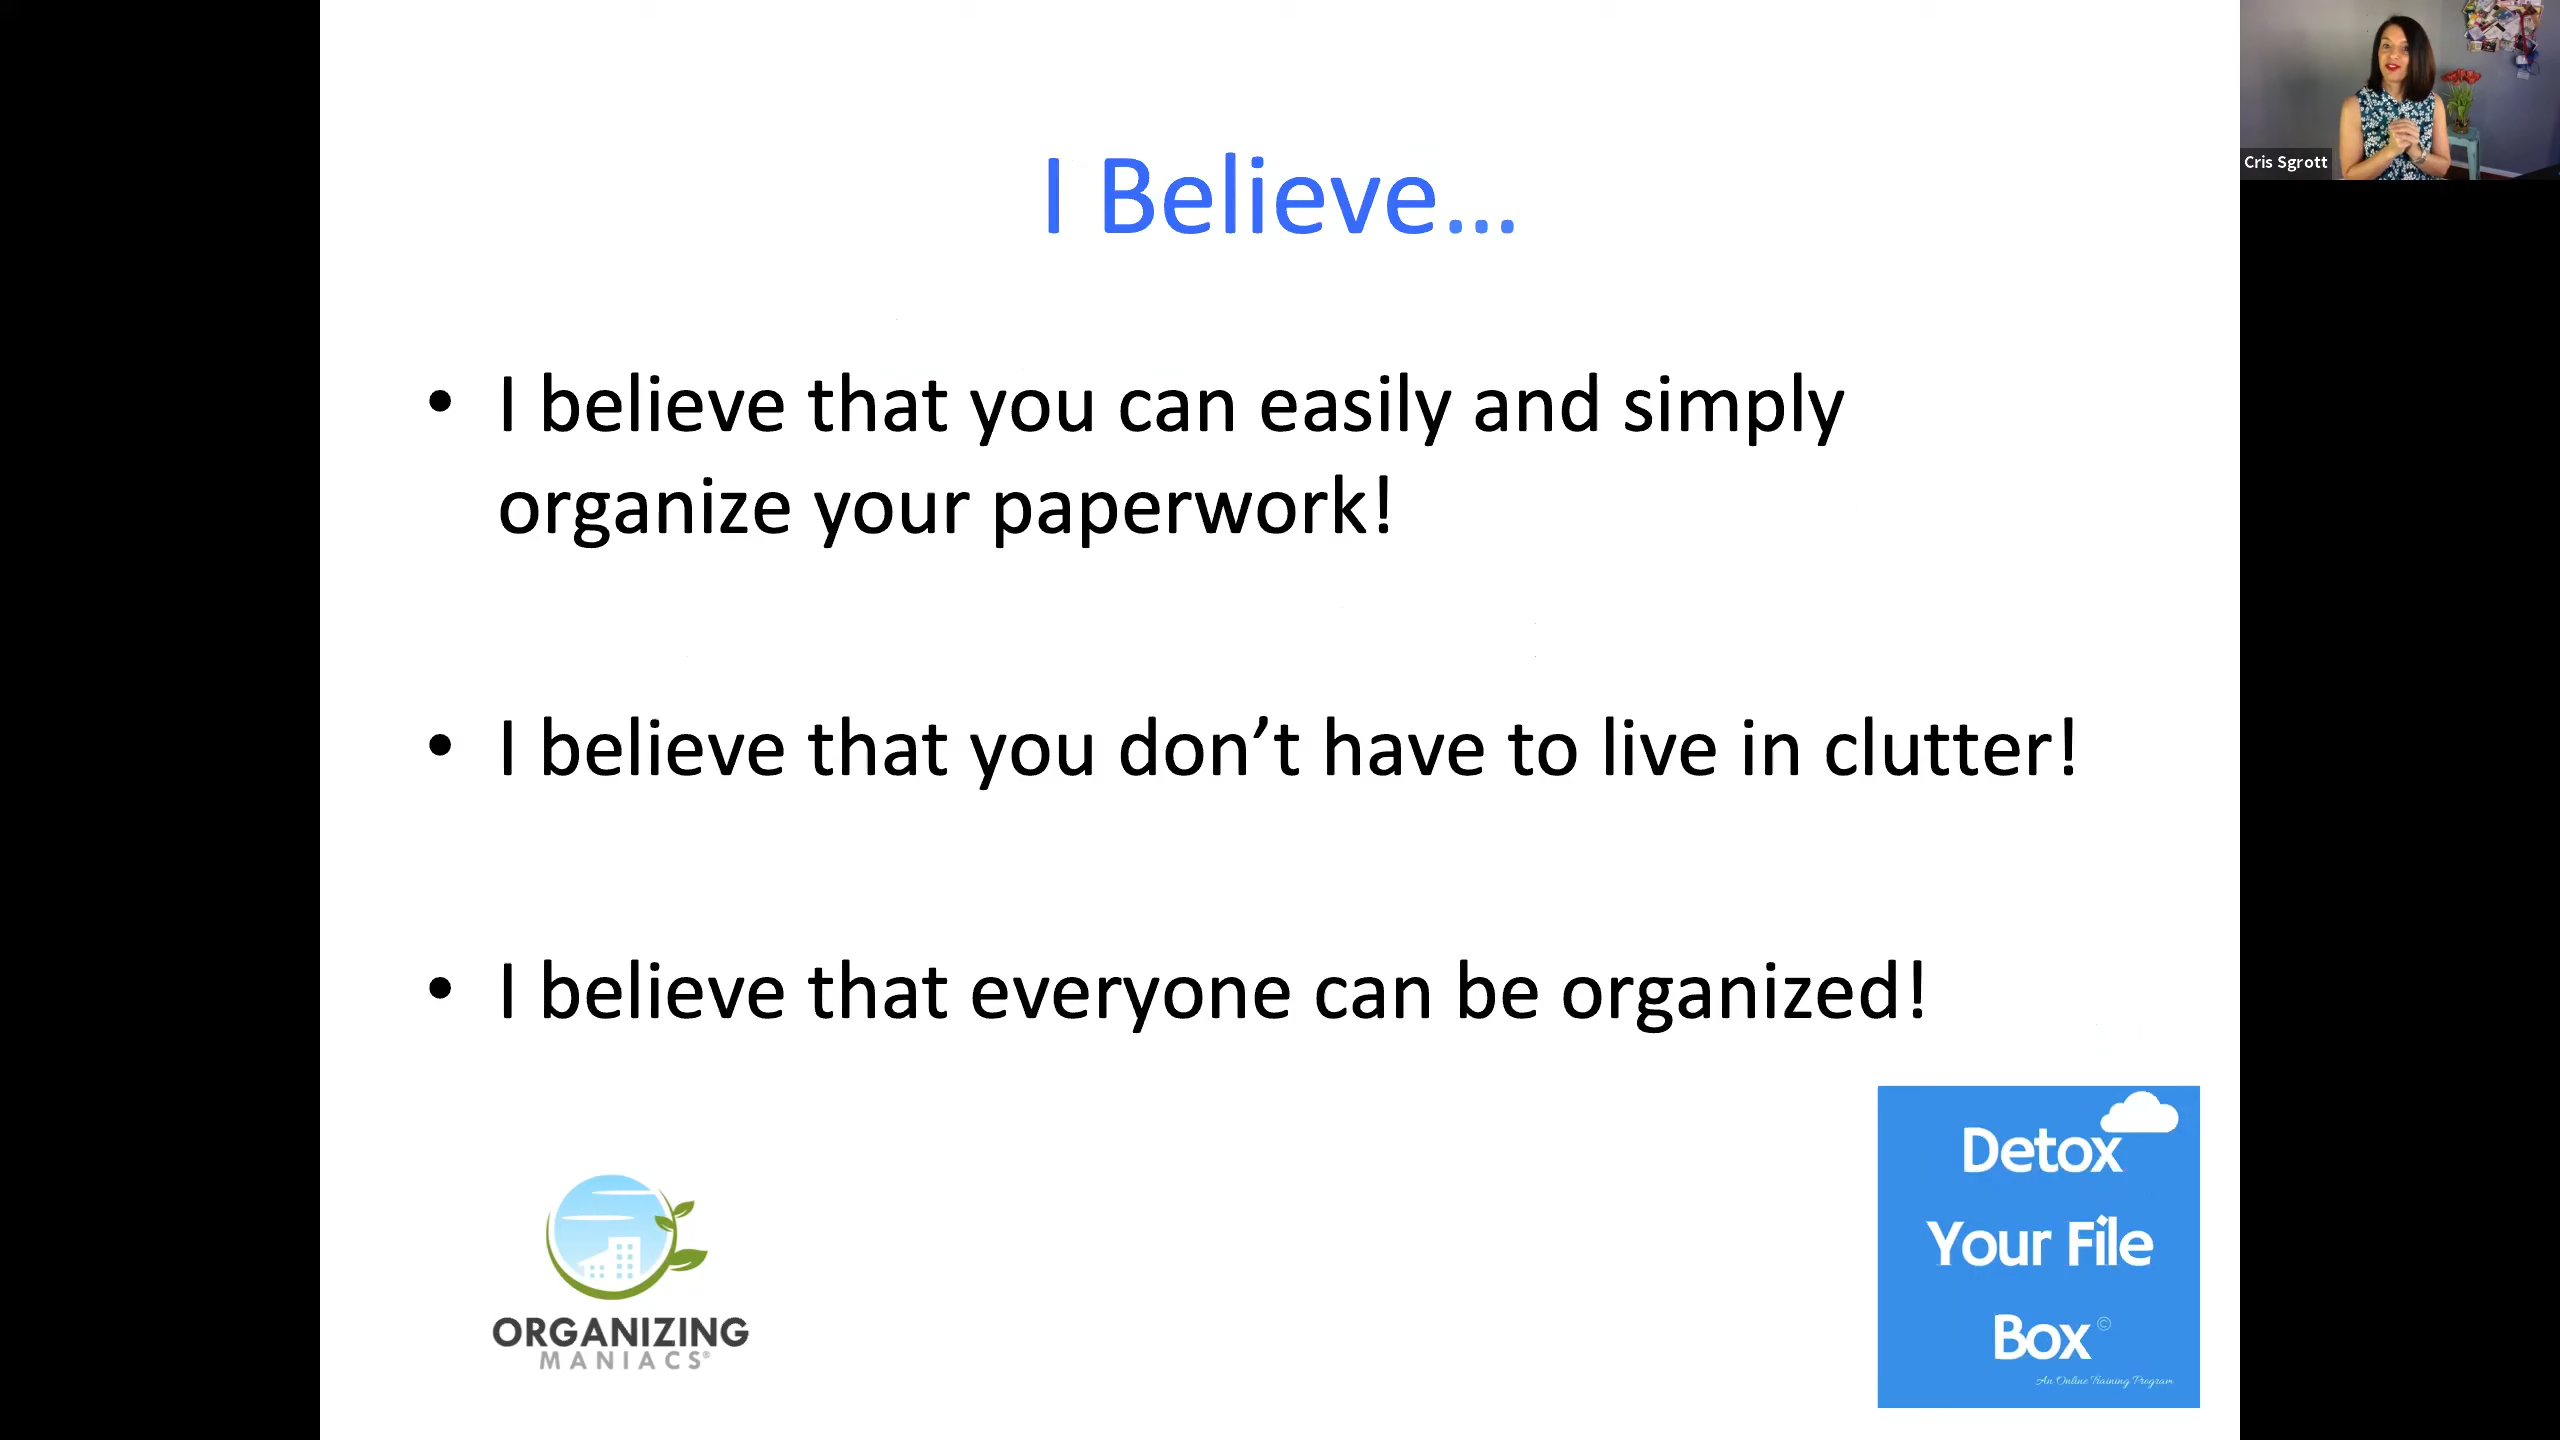 Cris Sgrott
I Believe...
• I believe that you can easily and simply
organize your paperwork!
• I believe that you don’t have to live in clutter!
• I believe that everyone can be organized!
ORGANIZING
MANIACS®
Detox
Your File
Box©
An Online Training Program